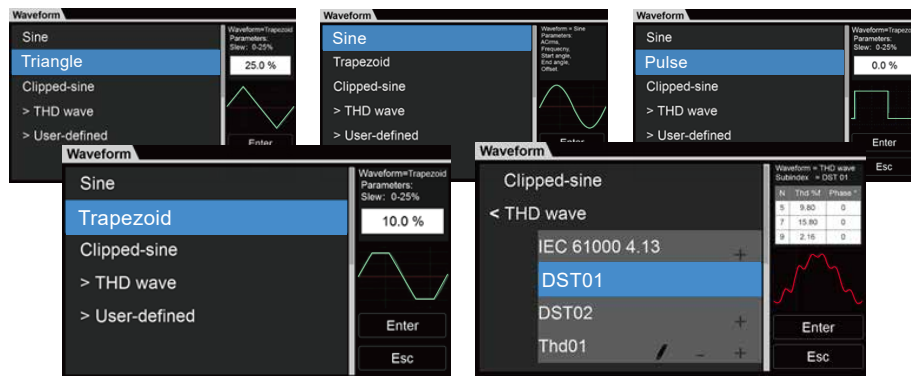 Waveform
Sine
Triangle
Clipped-sine
> THD wave
> User-defined
Waveform=Trapezoid
Parameters:
Slew: 0-25%
25.0 %
Enter
Waveform
Sine
Trapezoid
Clipped-sine
> THD wave
> User-defined
Waveform = Sine
Parameters:
ACrms,
Frequecny,
Start angle,
End angle,
Offset.
Enter
Waveform
Sine
Pulse
Clipped-sine
> THD wave
> User-defined
Waveform=Trapezo
Parameters:
Slew: 0-25%
0.0 %
Enter
Esc
Waveform
Sine
Trapezoid
Clipped-sine
> THD wave
> User-defined
Waveform=Trapezoid
Parameters:
Slew: 0-25%
10.0 %
Enter
Esc
Waveform
Clipped-sine
< THD wave
IEC 61000 4.13 +
DST01
DST02 +
Thd01 - +
Waveform = THD wave
Subindex = DST 01
N Thd %f Phase °
5 9.80 0
7 15.80 0
9 2.16 0
Enter
Esc